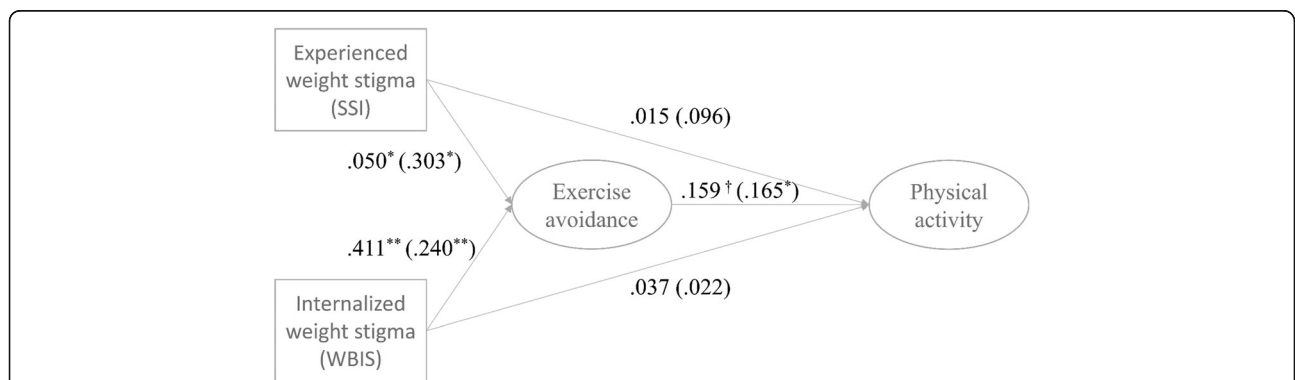 Experienced
weight stigma
(SSI)
.015 (.096)
.050* (.303*)
Exercise
avoidance
.159 † (.165*)
Physical
activity
.411** (.240**)
.037 (.022)
Internalized
weight stigma
(WBIS)